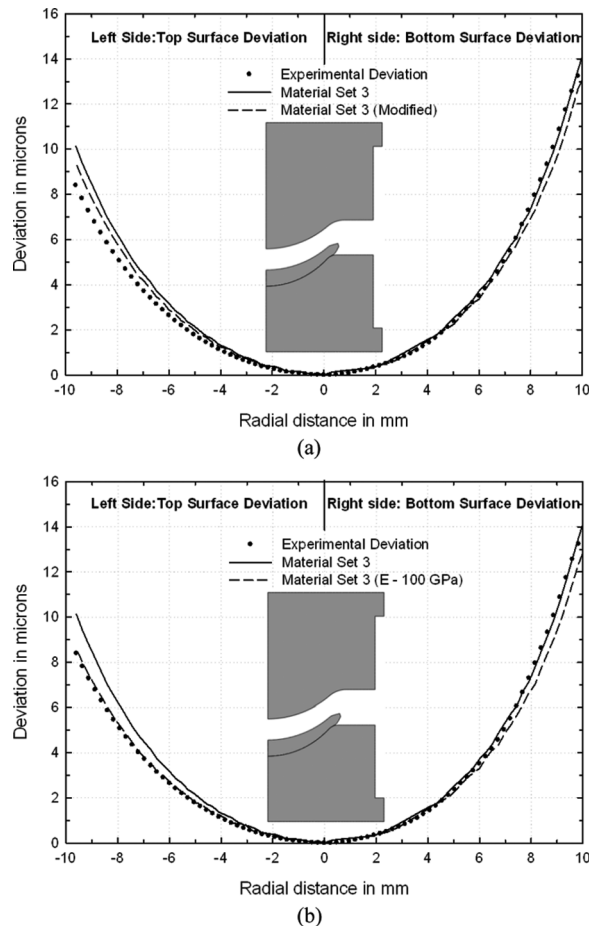 16
14
12
10
8
6
4
2
0
Deviation in microns
Left Side:Top Surface Deviation
Right side: Bottom Surface Deviation
Experimental Deviation
Material Set 3
Material Set 3 (Modified)
-10 -8 -6 -4 -2 0 2 4 6 8 10
Radial distance in mm
(a)
16
14
12
10
8
6
4
2
0
Deviation in microns
Left Side:Top Surface Deviation
Right side: Bottom Surface Deviation
Experimental Deviation
Material Set 3
Material Set 3 (E - 100 GPa)
-10 -8 -6 -4 -2 0 2 4 6 8 10
Radial distance in mm
(b)